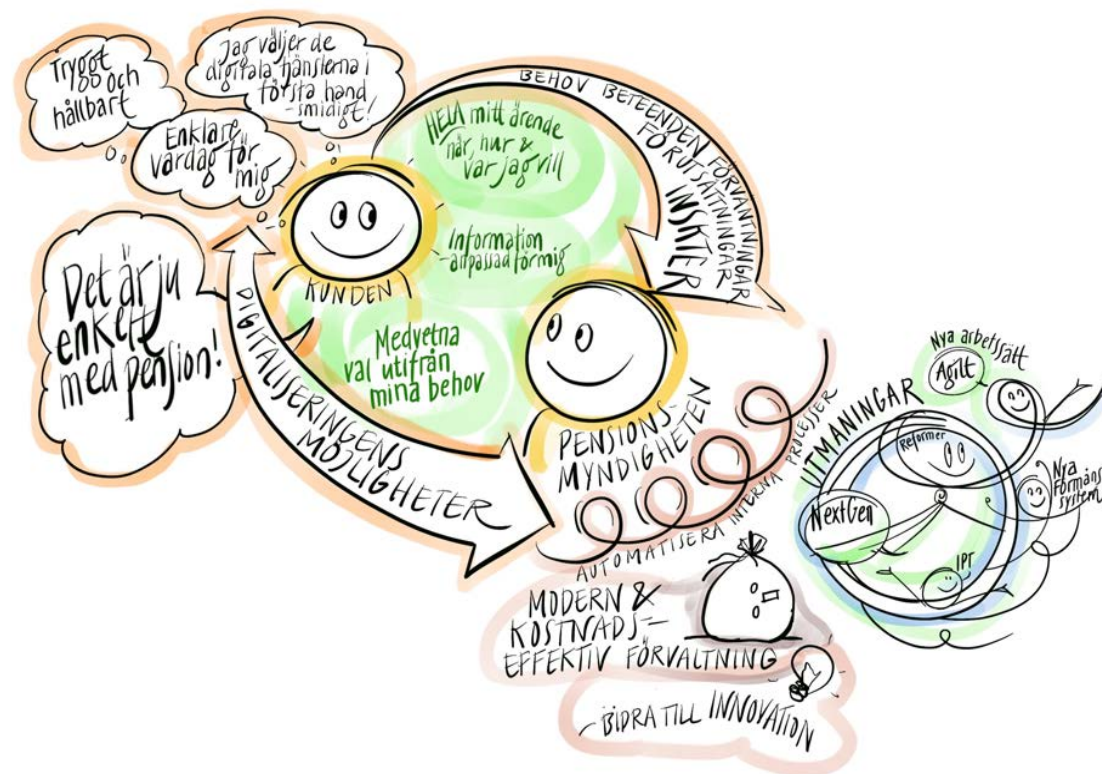 Tryggt
och
hållbart
Jag väljer de
digitala tjänsterna i
första hand
-smidigt!
Enklare
vardag för
mig
Det är ju
enkelt
med pension!
KUNDEN
HELA mitt ärende
när, hur &
var jag vill
Information
-anpassad för mig
Medvetna
val utifrån
mina behov
BEHOV BETEENDEN FÖRVÄNTNINGAR
FÖRUTSÄTTNINGAR
INSIKTER
DIGITALISERINGENS
MÖJLIGHETER
PENSIONS-
MYNDIGHETEN
AUTOMATISERA INTERNA PROCESSER
MODERN &
KOSTNADS-
EFFEKTIV FÖRVALTNING
-BIDRA TILL INNOVATION
UTMANINGAR
Nya arbetssätt
Agilt
Reformer
NextGen
Nya
Förmåns
system
IPT